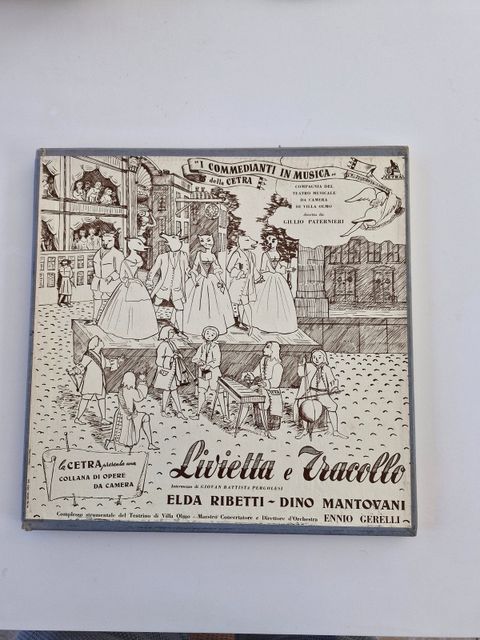 "I COMMEDIANTI IN MUSICA„
della CETRA
COMPAGNIA DEL
TEATRO MUSICALE
DA CAMERA
DI VILLA OLMO
diretta da
GIULIO PATERNIERI
CETRA
la CETRA presenta una
COLLANA DI OPERE
DA CAMERA
Livietta e Tracollo
Intermezzo di GIOVAN BATTISTA PERGOLESI
ELDA RIBETTI - DINO MANTOVANI
Complesso strumentale del Teatrino di Villa Olmo - Maestro Concertatore e Direttore d'Orchestra ENNIO GERELLI